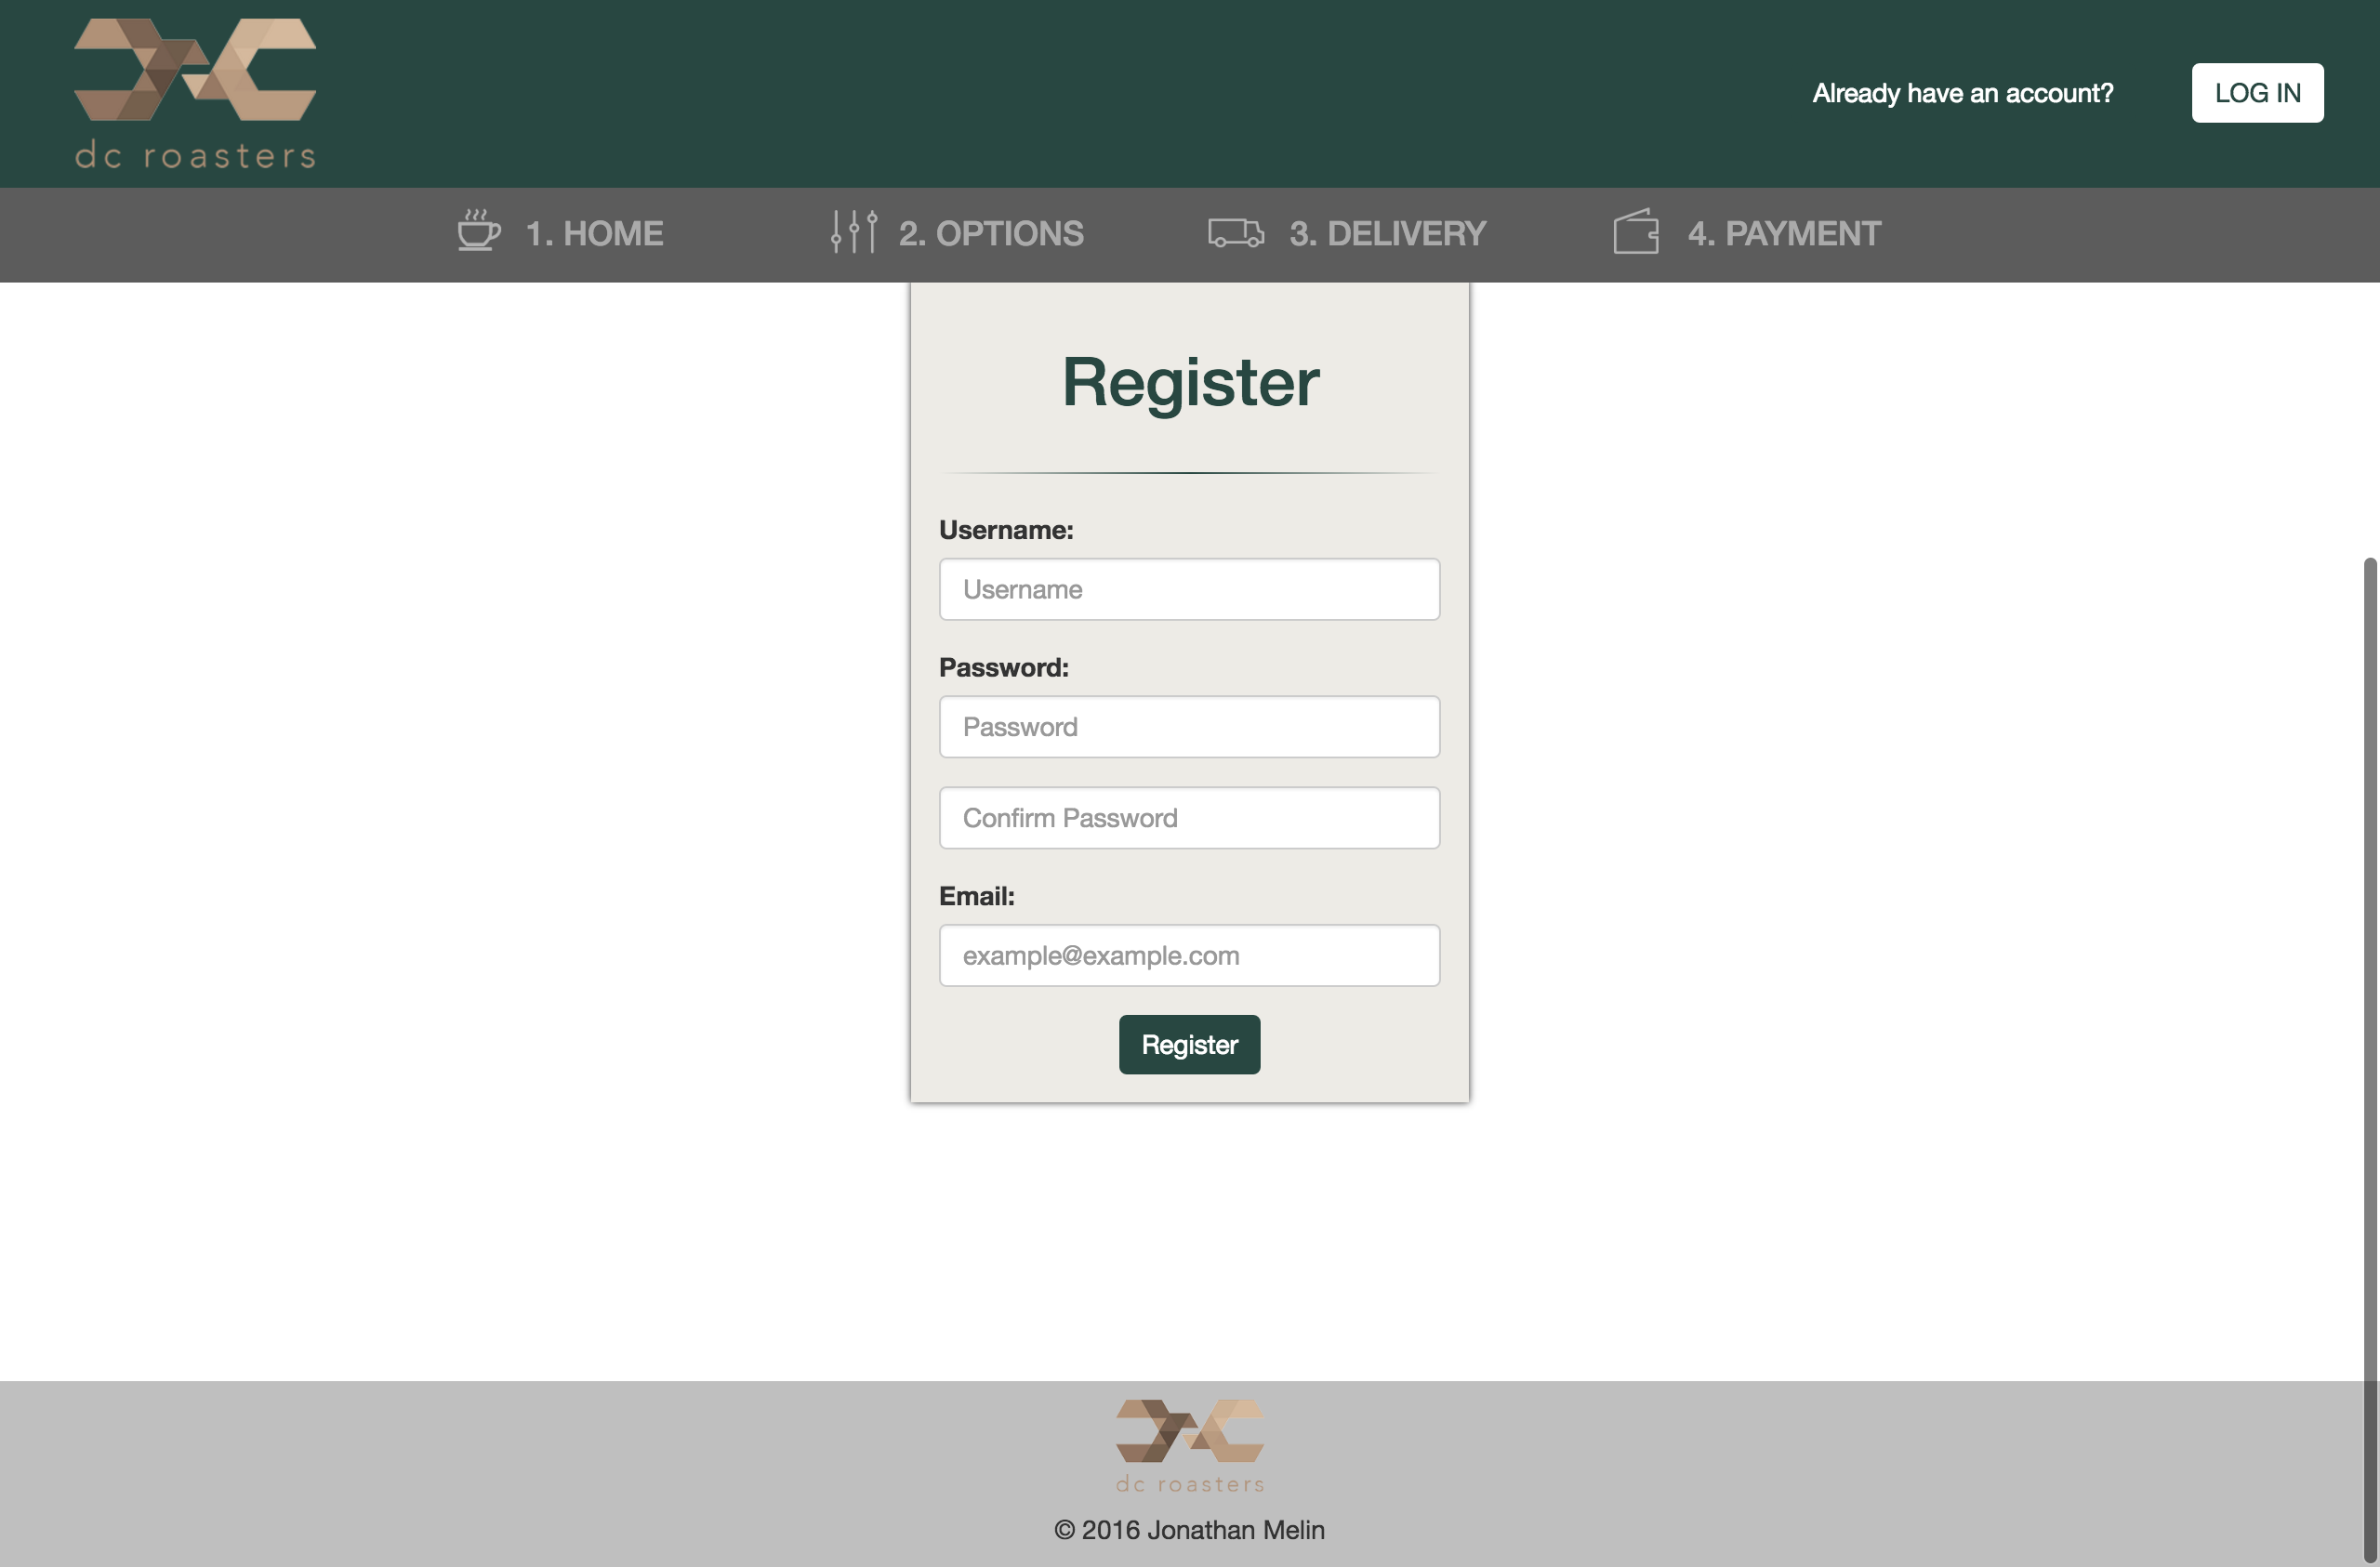 dc roasters
Already have an account?
LOG IN
1. HOME
2. OPTIONS
3. DELIVERY
4. PAYMENT
Register
Username:
Username
Password:
Password
Confirm Password
Email:
example@example.com
Register
dc roasters
© 2016 Jonathan Melin